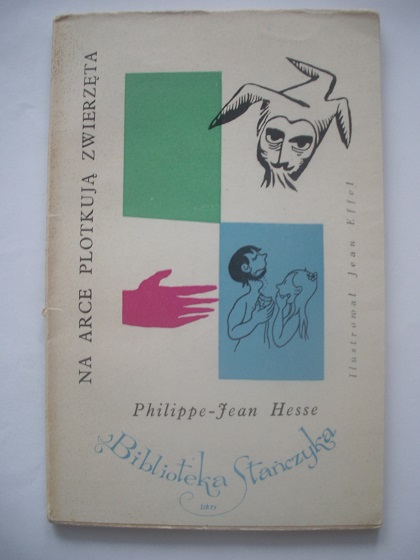 NA ARCE PLOTKUJĄ ZWIERZĘTA
Ilustrował Jean Effel
Philippe-Jean Hesse
Biblioteka Stańczyka